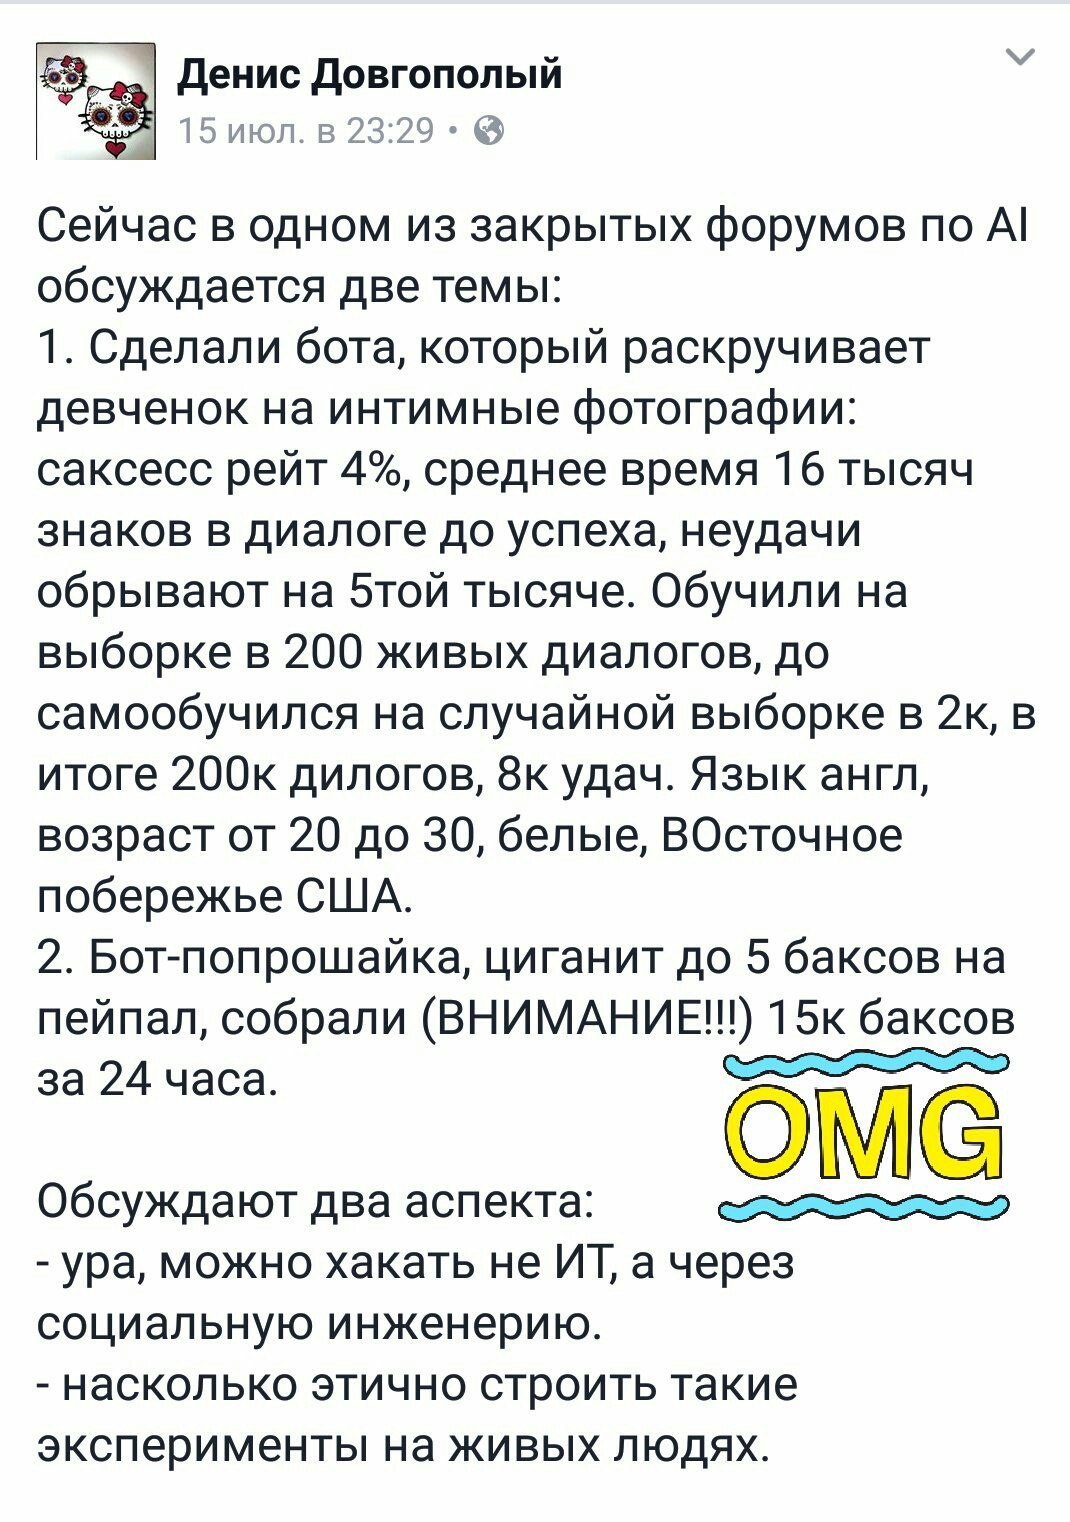 Денис Довгополый
15 июл. в 23:29 •
Сейчас в одном из закрытых форумов по AI
обсуждается две темы:
1. Сделали бота, который раскручивает
девченок на интимные фотографии:
саксесс рейт 4%, среднее время 16 тысяч
знаков в диалоге до успеха, неудачи
обрывают на 5той тысяче. Обучили на
выборке в 200 живых диалогов, до
самообучился на случайной выборке в 2к, в
итоге 200к дилогов, 8к удач. Язык англ,
возраст от 20 до 30, белые, ВОсточное
побережье США.
2. Бот-попрошайка, циганит до 5 баксов на
пейпал, собрали (ВНИМАНИЕ!!!) 15к баксов
за 24 часа.
OMG
Обсуждают два аспекта:
- ура, можно хакать не ИТ, а через
социальную инженерию.
- насколько этично строить такие
эксперименты на живых людях.